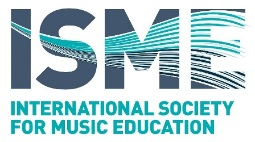 ISME
INTERNATIONAL SOCIETY
FOR MUSIC EDUCATION